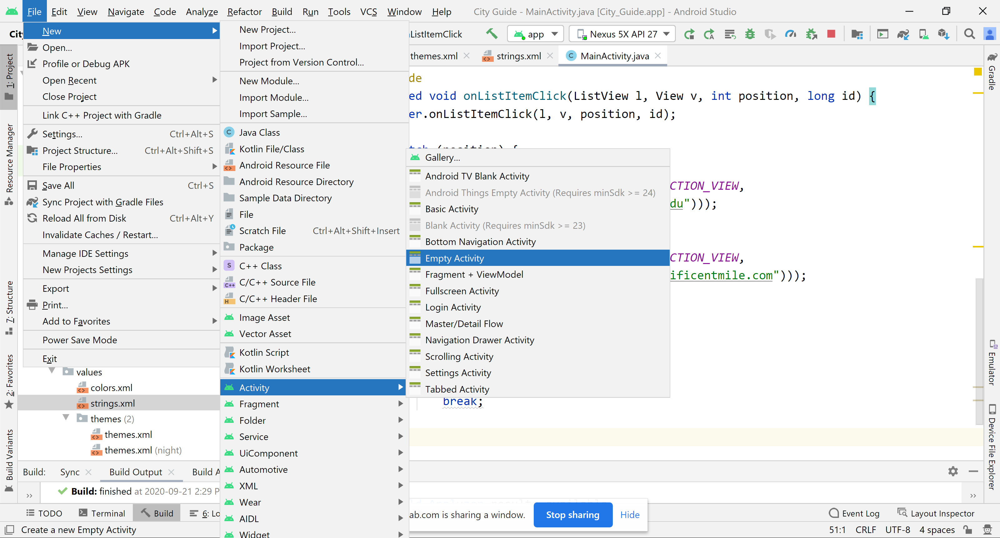 File Edit View Navigate Code Analyze Refactor Build Run Tools VCS Window Help City Guide - MainActivity.java [City_Guide.app] - Android Studio
ListItemClick app Nexus 5X API 27
themes.xml strings.xml MainActivity.java
1: Project
Resource Manager
7: Structure
2: Favorites
Build Variants
New
Open...
Profile or Debug APK
Open Recent
Close Project
Link C++ Project with Gradle
Settings... Ctrl+Alt+S
Project Structure... Ctrl+Alt+Shift+S
File Properties
Save All Ctrl+S
Sync Project with Gradle Files
Reload All from Disk Ctrl+Alt+Y
Invalidate Caches / Restart...
Manage IDE Settings
New Projects Settings
Export
Print...
Add to Favorites
Power Save Mode
Exit
values
colors.xml
strings.xml
themes (2)
themes.xml
themes.xml (night)
New Project...
Import Project...
Project from Version Control...
New Module...
Import Module...
Import Sample...
Java Class
Kotlin File/Class
Android Resource File
Android Resource Directory
Sample Data Directory
File
Scratch File Ctrl+Alt+Shift+Insert
Package
C++ Class
C/C++ Source File
C/C++ Header File
Image Asset
Vector Asset
Kotlin Script
Kotlin Worksheet
Activity
Fragment
Folder
Service
UiComponent
Automotive
XML
Wear
AIDL
Widget
Gallery...
Android TV Blank Activity
Android Things Empty Activity (Requires minSdk >= 24)
Basic Activity
Blank Activity (Requires minSdk >= 23)
Bottom Navigation Activity
Empty Activity
Fragment + ViewModel
Fullscreen Activity
Login Activity
Master/Detail Flow
Navigation Drawer Activity
Scrolling Activity
Settings Activity
Tabbed Activity
de
ed void onListItemClick(ListView l, View v, int position, long id) {
er.onListItemClick(l, v, position, id);
(position) {
CTION_VIEW,
du")));
CTION_VIEW,
ificentmile.com")));
break;
Gradle
Emulator
Device File Explorer
Build: Sync Build Output Build A
Build: finished at 2020-09-21 2:29 P
ab.com is sharing a window. Stop sharing Hide
TODO Terminal Build 6: Lo Event Log Layout Inspector
Create a new Empty Activity 51:1 CRLF UTF-8 4 spaces